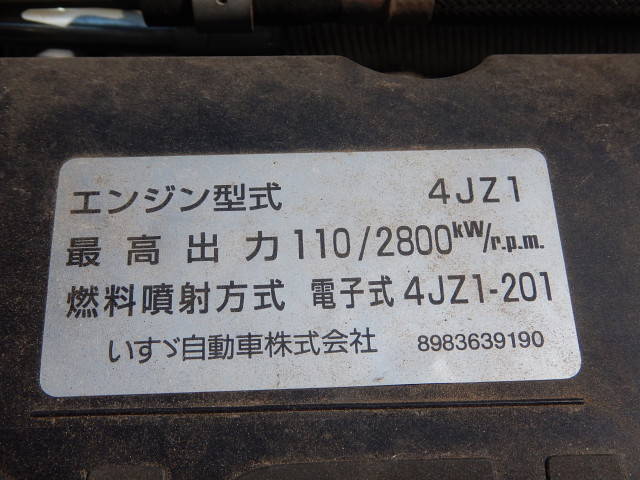 エンジン型式 4JZ1
最高出力 110/2800kW/r.p.m.
燃料噴射方式 電子式 4JZ1-201
いすゞ自動車株式会社 8983639190